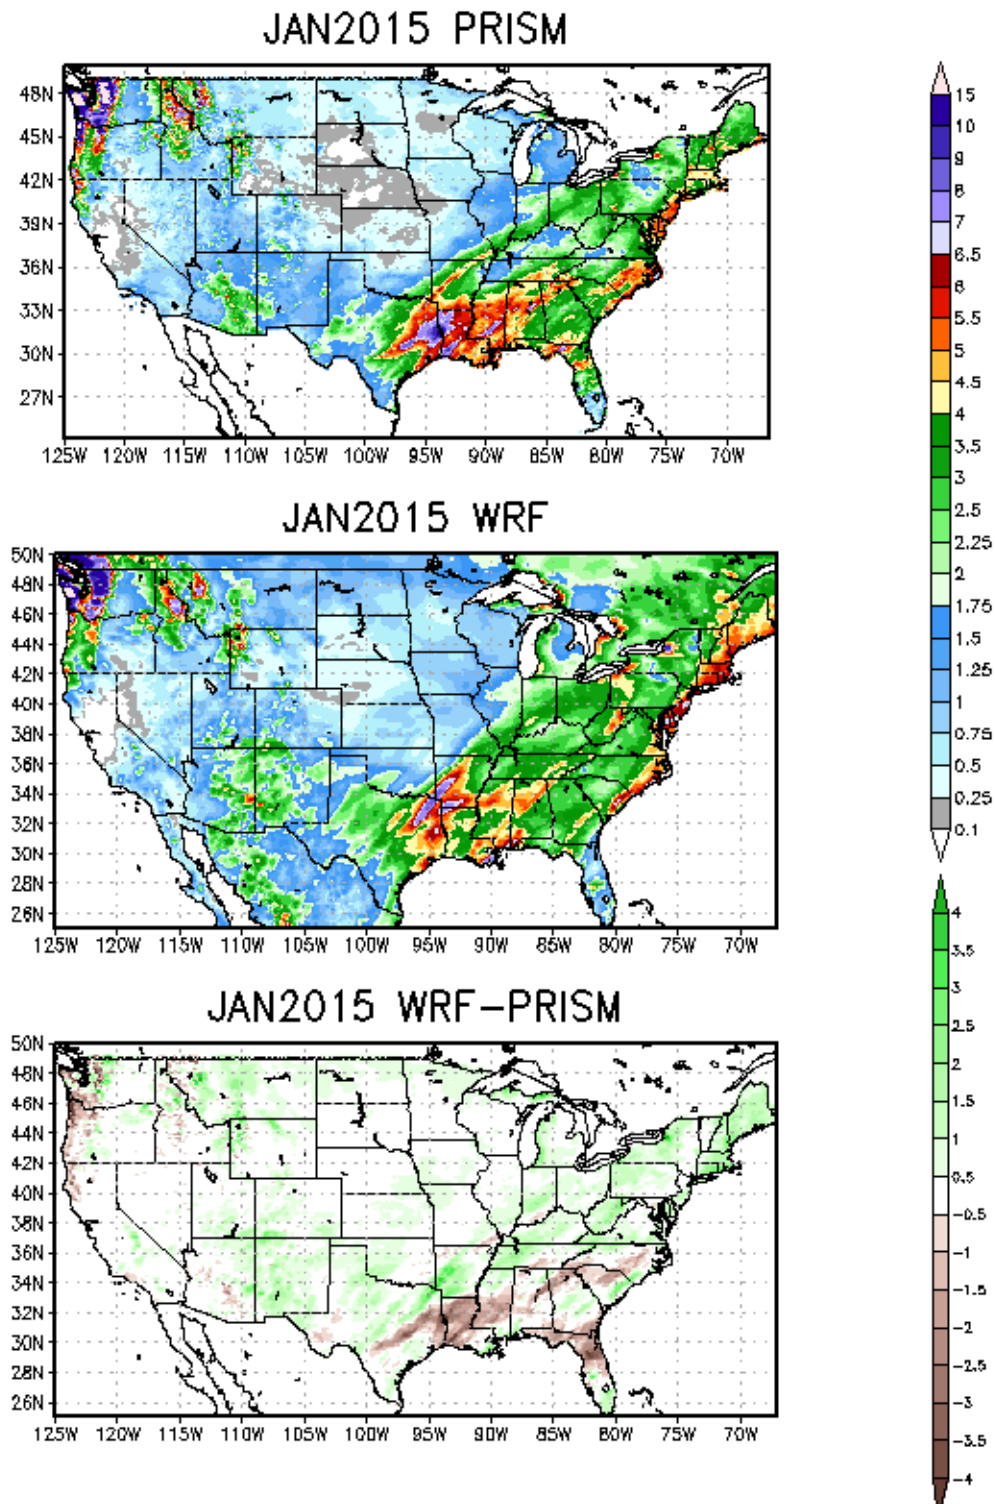 JAN2015 PRISM
48N
45N
42N
39N
36N
33N
30N
27N
125W 120W 115W 110W 105W 100W 95W 90W 85W 80W 75W 70W
JAN2015 WRF
50N
48N
46N
44N
42N
40N
38N
36N
34N
32N
30N
28N
26N
125W 120W 115W 110W 105W 100W 95W 90W 85W 80W 75W 70W
JAN2015 WRF-PRISM
50N
48N
46N
44N
42N
40N
38N
36N
34N
32N
30N
28N
26N
125W 120W 115W 110W 105W 100W 95W 90W 85W 80W 75W 70W
15
10
9
8
7
6.5
6
5.5
5
4.5
4
3.5
3
2.5
2.25
2
1.75
1.5
1.25
1
0.75
0.5
0.25
0.1
4
3.5
3
2.5
2
1.5
1
0.5
-0.5
-1
-1.5
-2
-2.5
-3
-3.5
-4